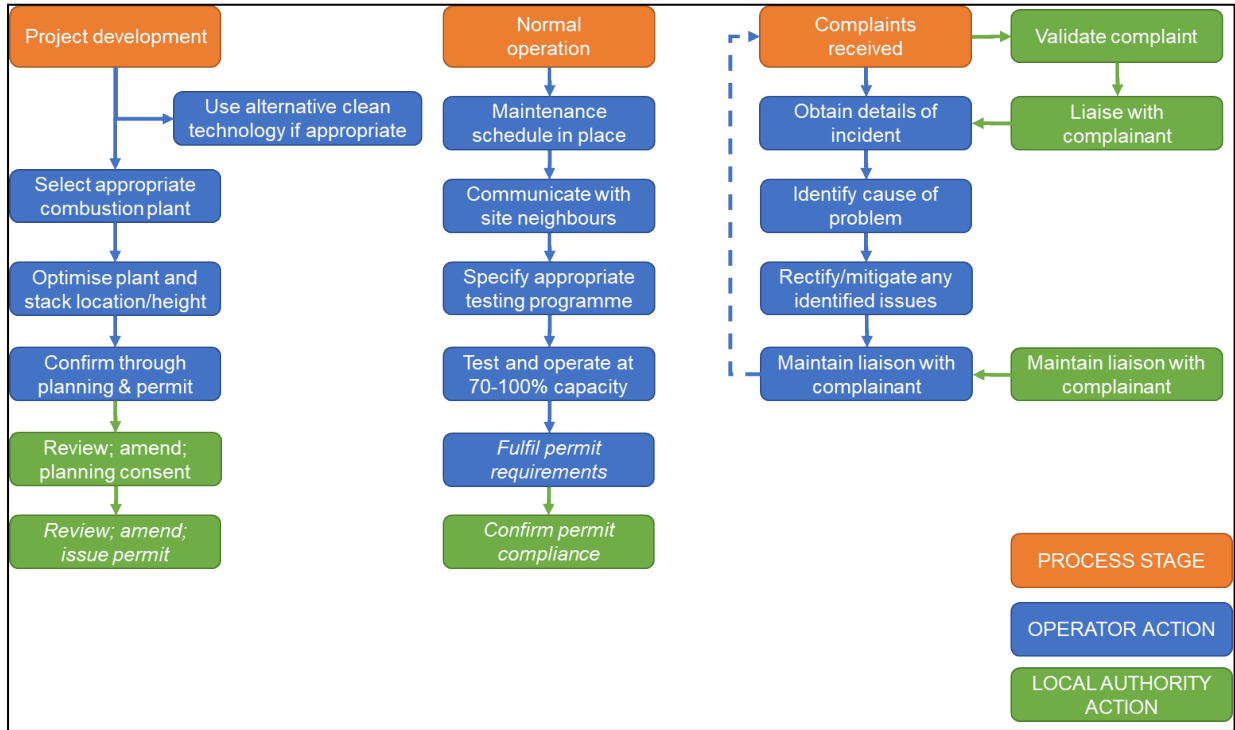 Project development
Use alternative clean
technology if appropriate
Select appropriate
combustion plant
Optimise plant and
stack location/height
Confirm through
planning & permit
Review; amend;
planning consent
Review; amend;
issue permit
Normal
operation
Maintenance
schedule in place
Communicate with
site neighbours
Specify appropriate
testing programme
Test and operate at
70-100% capacity
Fulfil permit
requirements
Confirm permit
compliance
Complaints
received
Obtain details of
incident
Identify cause of
problem
Rectify/mitigate any
identified issues
Maintain liaison with
complainant
Validate complaint
Liaise with
complainant
Maintain liaison with
complainant
PROCESS STAGE
OPERATOR ACTION
LOCAL AUTHORITY
ACTION